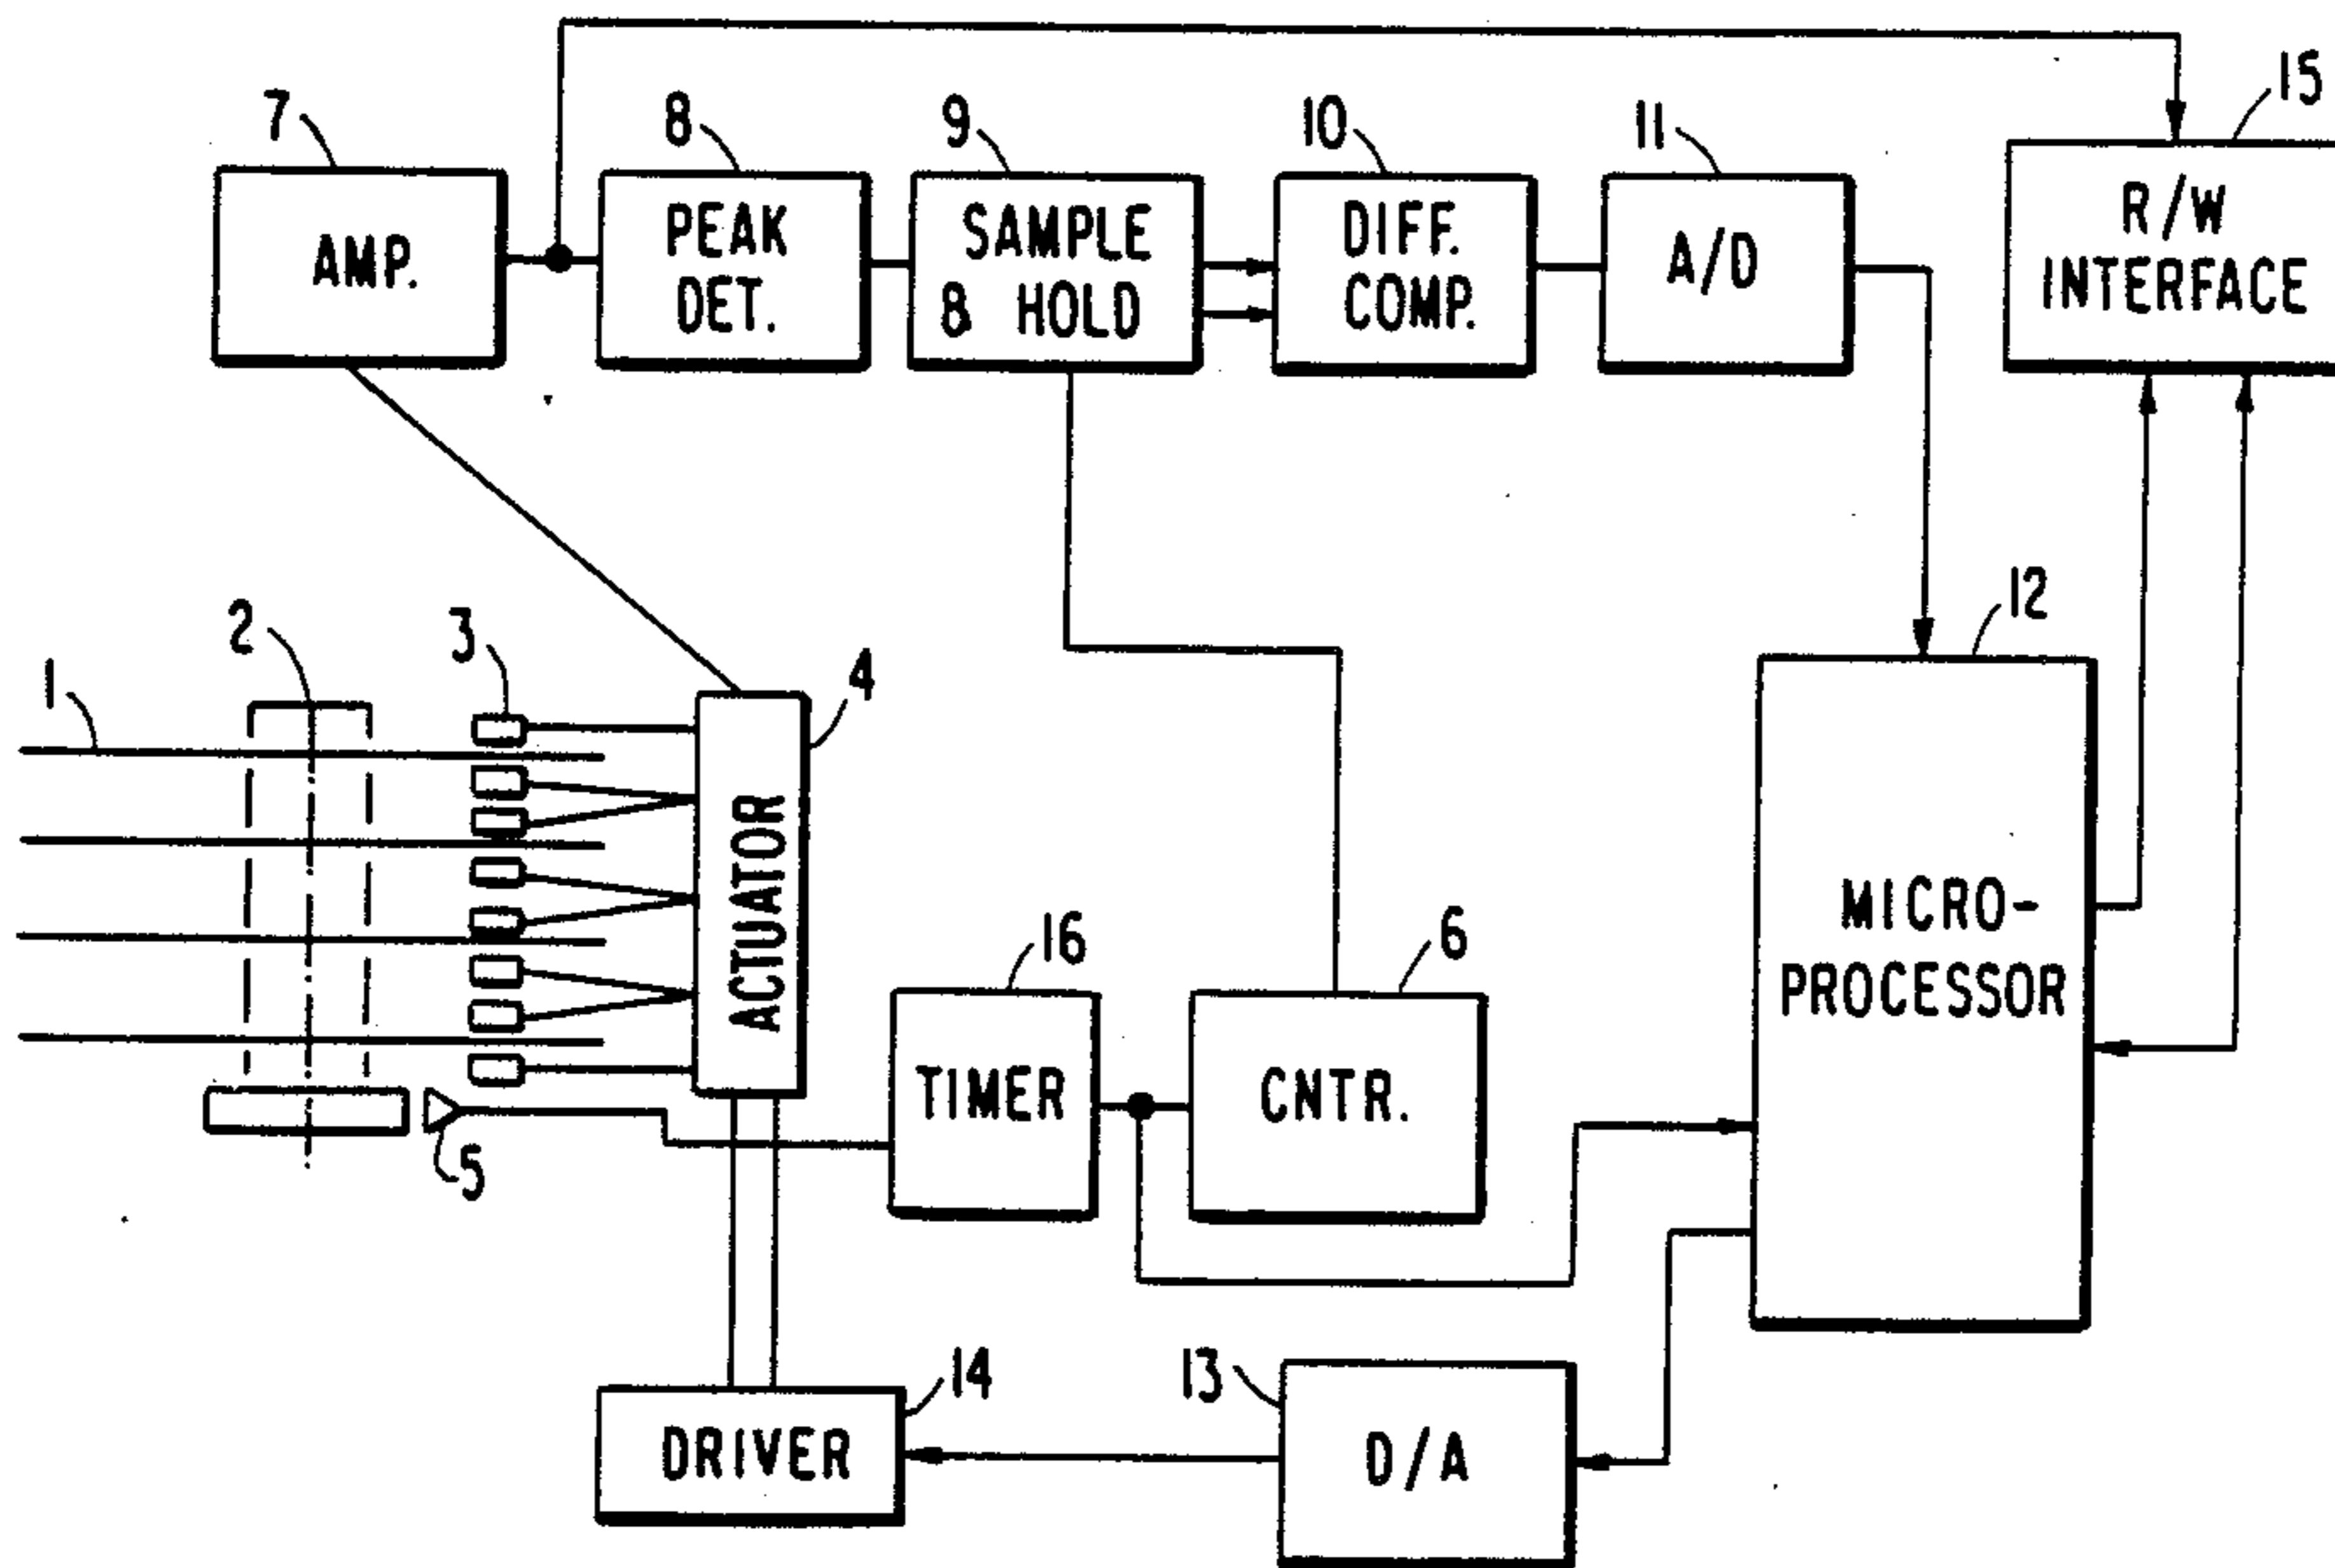 7
8
9
10
11
15
AMP.
PEAK
DET.
SAMPLE
8 HOLD
DIFF.
COMP.
A/D
R/W
INTERFACE
1
2
3
4
12
ACTUATOR
16
6
MICRO-
PROCESSOR
TIMER
CNTR.
5
14
13
DRIVER
D/A